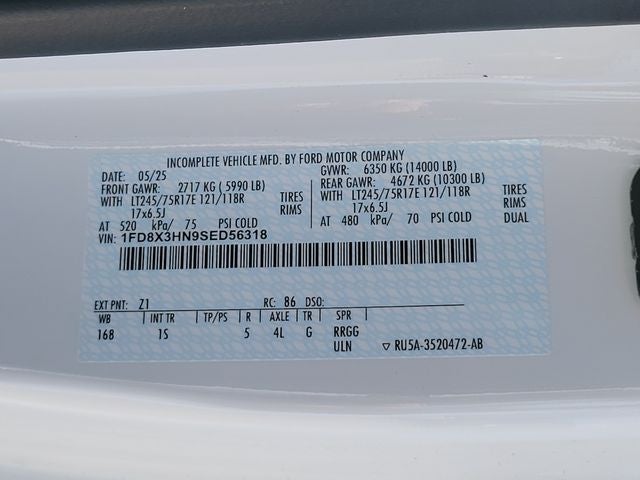 INCOMPLETE VEHICLE MFD. BY FORD MOTOR COMPANY
DATE: 05/25 GVWR: 6350 KG (14000 LB)
FRONT GAWR: 2717 KG ( 5990 LB) REAR GAWR: 4672 KG (10300 LB)
WITH LT245/75R17E 121/118R TIRES WITH LT245/75R17E 121/118R TIRES
17x6.5J RIMS 17x6.5J RIMS
AT 520 kPa/ 75 PSI COLD AT 480 kPa/ 70 PSI COLD DUAL
VIN: 1FD8X3HN9SED56318
EXT PNT: Z1 RC: 86 DSO:
WB INT TR TP/PS R AXLE TR SPR
168 1S 5 4L G RRGG
ULN ▽ RU5A-3520472-AB